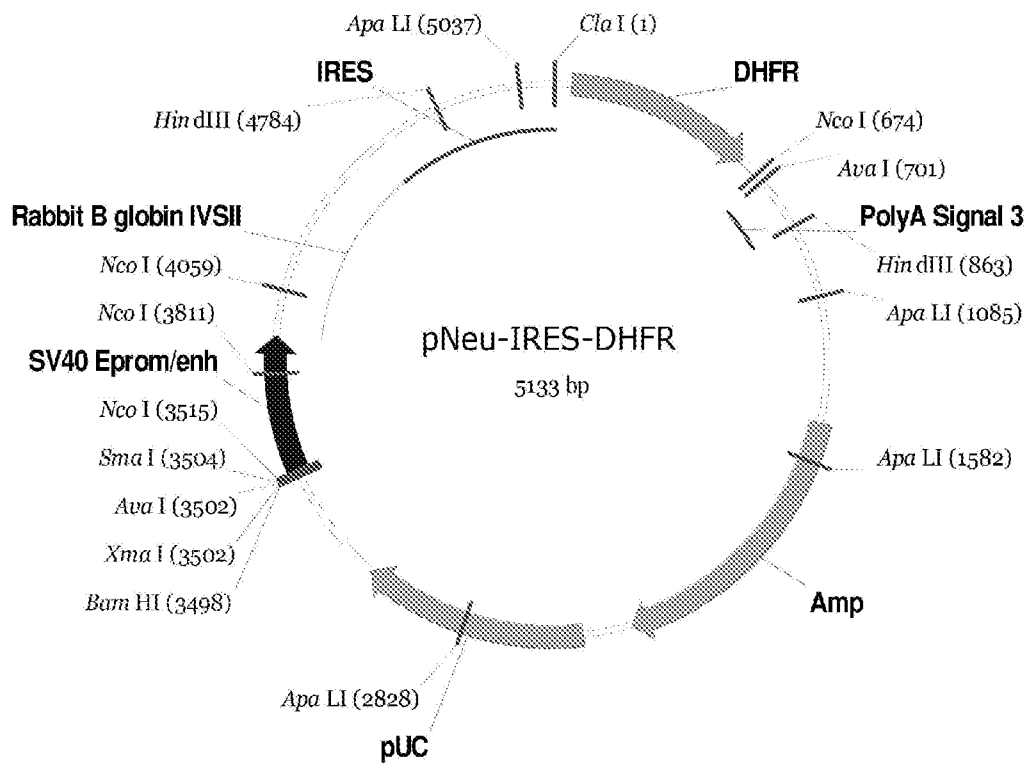 Apa LI (5037)
Cla I (1)
IRES
DHFR
Hin dIII (4784)
Nco I (674)
Ava I (701)
Rabbit B globin IVSII
PolyA Signal 3
Nco I (4059)
Hin dIII (863)
Nco I (3811)
Apa LI (1085)
pNeu-IRES-DHFR
SV40 Eprom/enh
5133 bp
Nco I (3515)
Sma I (3504)
Apa LI (1582)
Ava I (3502)
Xma I (3502)
Bam HI (3498)
Amp
Apa LI (2828)
pUC